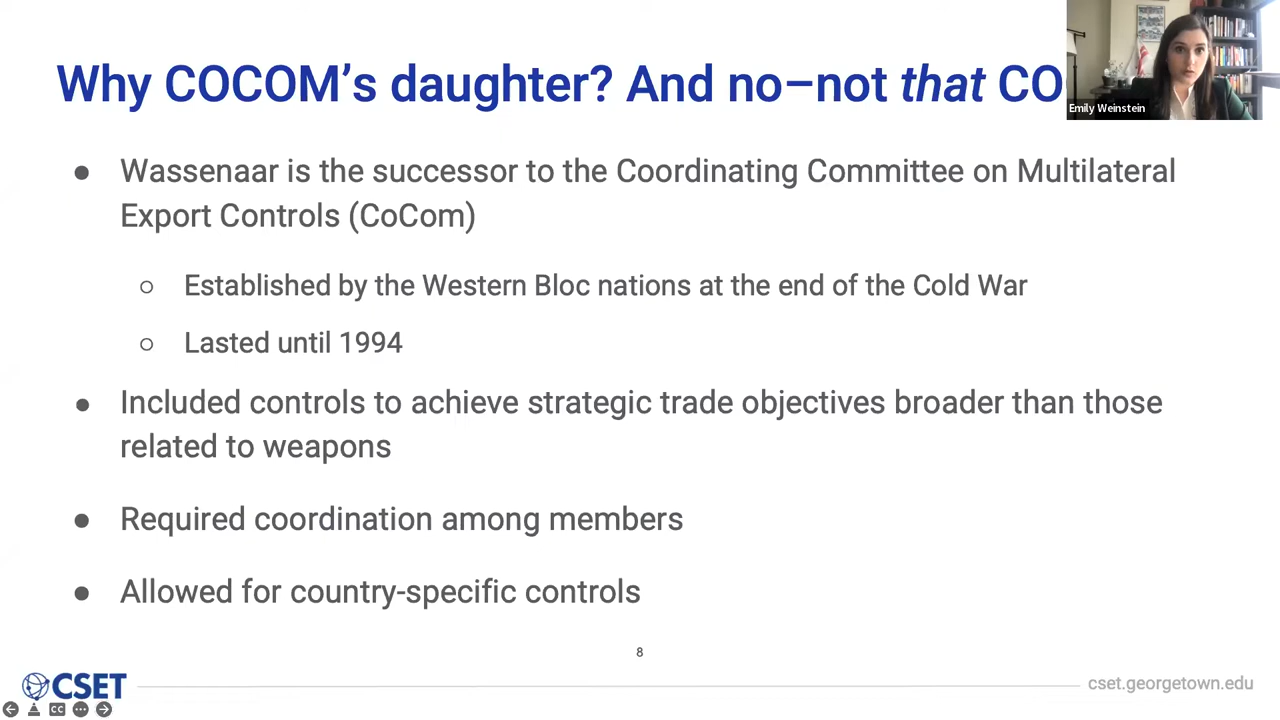 Why COCOM’s daughter? And no–not that CO
Emily Weinstein
● Wassenaar is the successor to the Coordinating Committee on Multilateral
Export Controls (CoCom)
○ Established by the Western Bloc nations at the end of the Cold War
○ Lasted until 1994
● Included controls to achieve strategic trade objectives broader than those
related to weapons
● Required coordination among members
● Allowed for country-specific controls
8
CSET
cset.georgetown.edu
CC